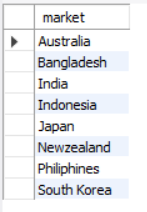 market
Australia
Bangladesh
India
Indonesia
Japan
Newzealand
Philiphines
South Korea